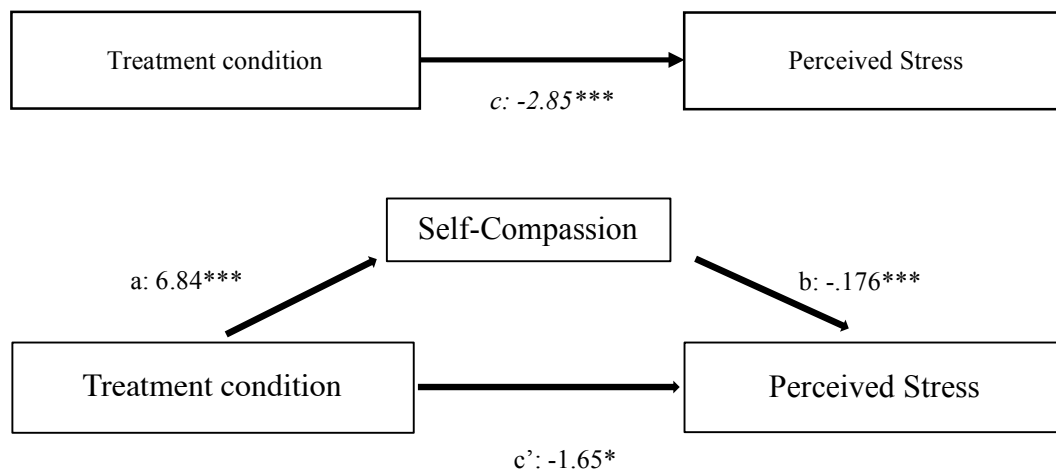 Treatment condition
Perceived Stress
c: -2.85***
Self-Compassion
a: 6.84***
b: -.176***
Treatment condition
Perceived Stress
c’: -1.65*